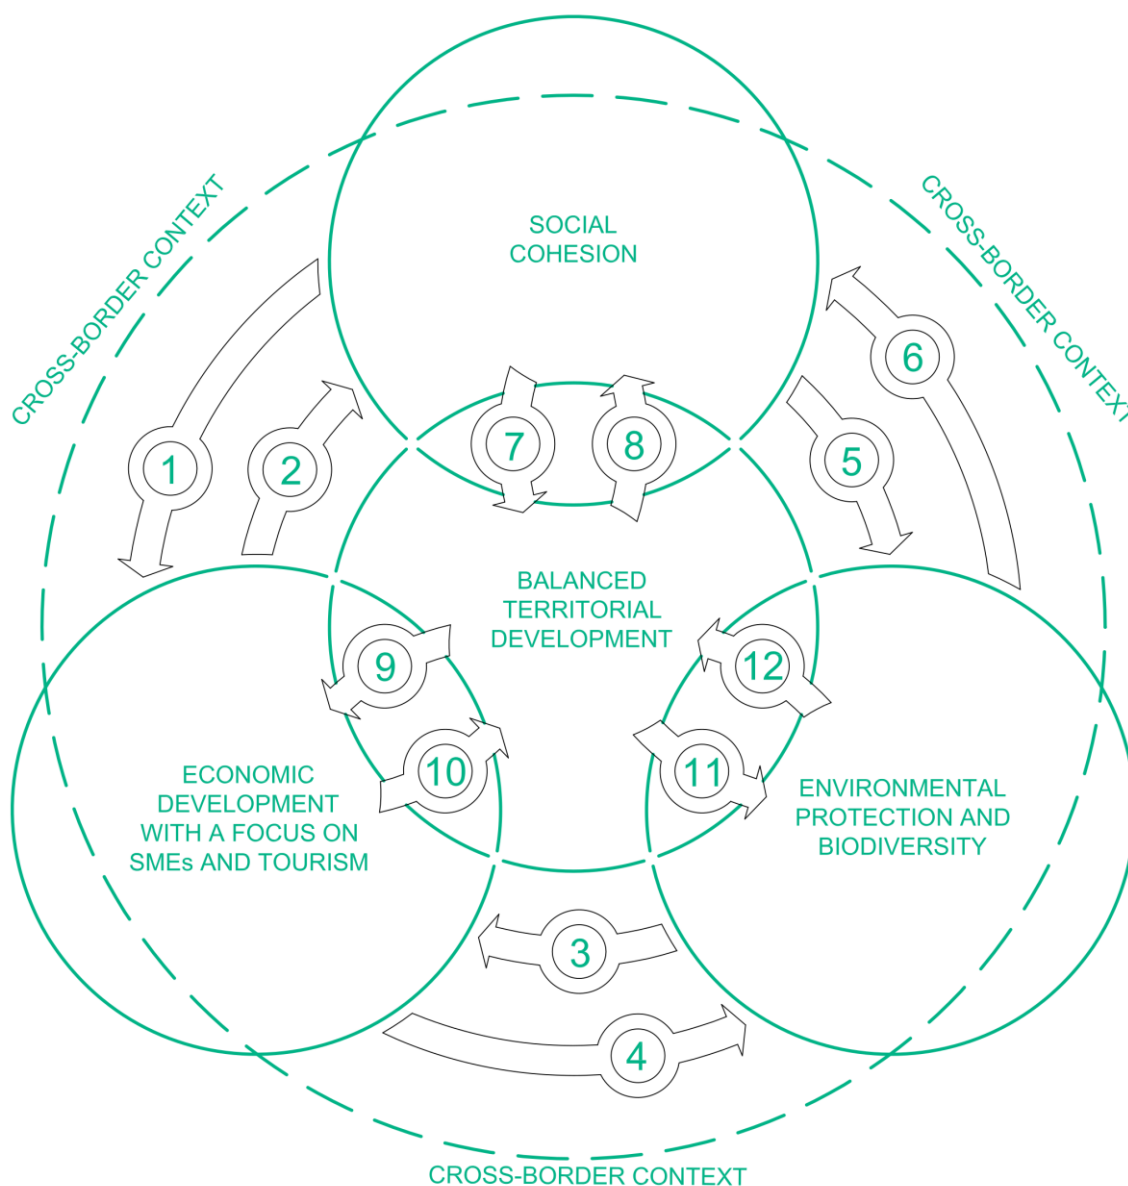 CROSS-BORDER CONTEXT
CROSS-BORDER CONTEXT
SOCIAL
COHESION
1
2
7
8
5
6
BALANCED
TERRITORIAL
DEVELOPMENT
9
10
12
11
ECONOMIC
DEVELOPMENT
WITH A FOCUS ON
SMEs AND TOURISM
ENVIRONMENTAL
PROTECTION AND
BIODIVERSITY
3
4
CROSS-BORDER CONTEXT